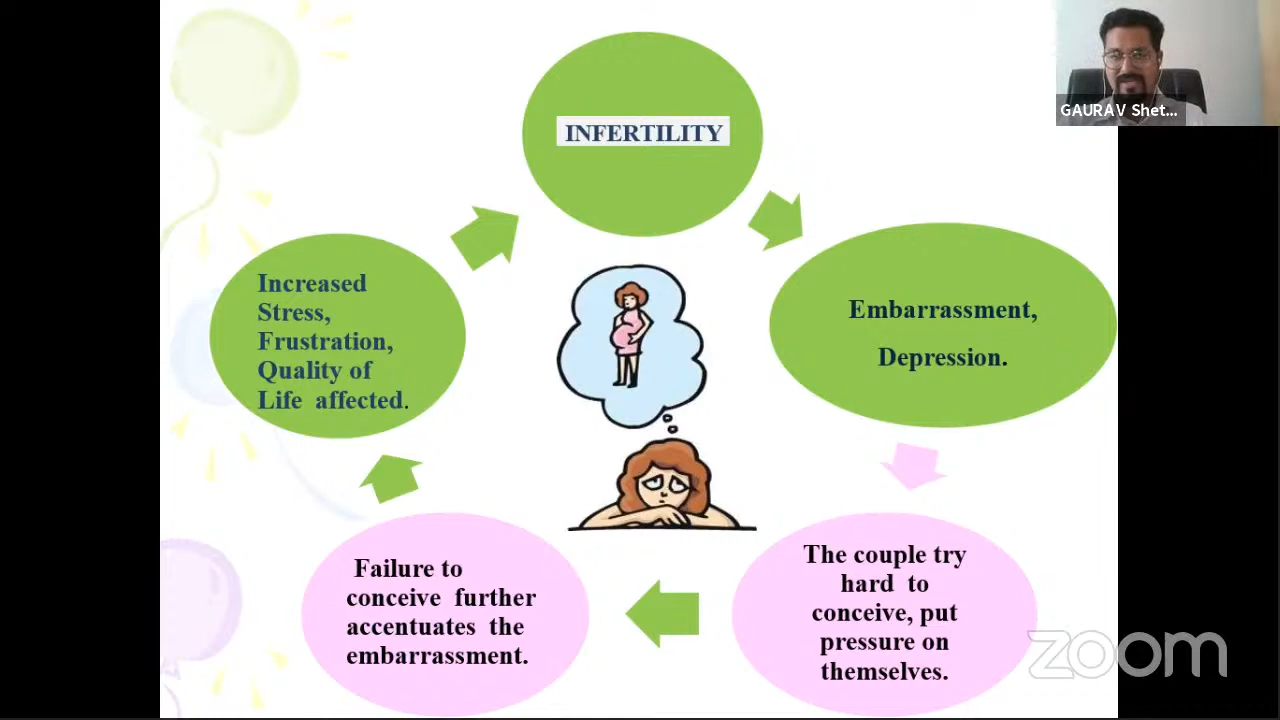 GAURAV Shet...
INFERTILITY
Embarrassment,
Depression.
The couple try
hard to
conceive, put
pressure on
themselves.
Failure to
conceive further
accentuates the
embarrassment.
Increased
Stress,
Frustration,
Quality of
Life affected.
zoom